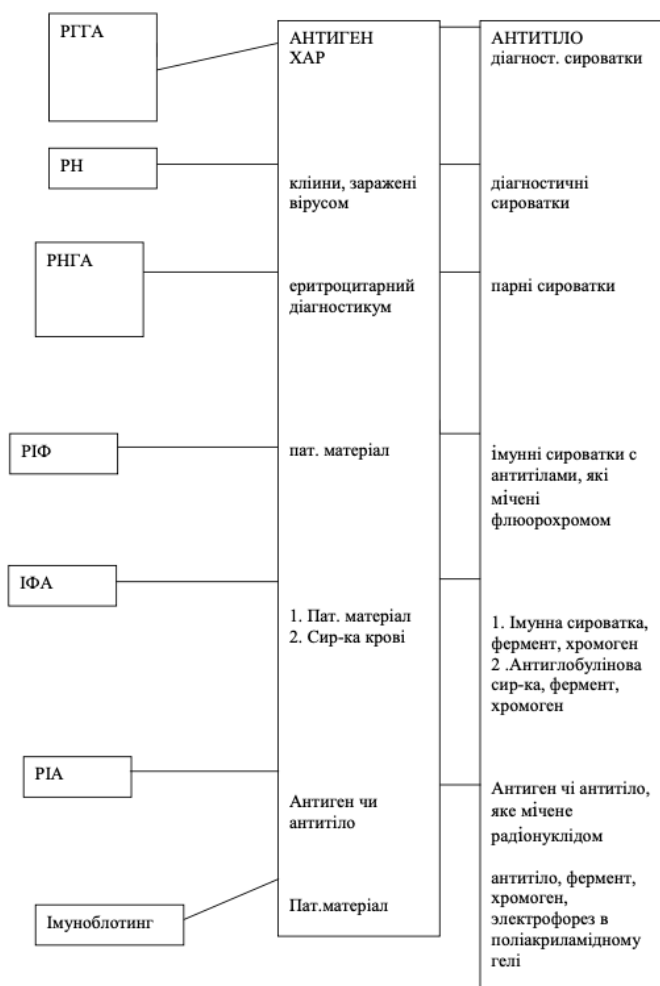 РГГА
АНТИГЕН
ХАР
АНТИТІЛО
діагност. сироватки
РН
кліини, заражені
вірусом
діагностичні
сироватки
РНГА
еритроцитарний
діагностикум
парні сироватки
РІФ
пат. матеріал
імунні сироватки с
антитілами, які
мічені
флюорохромом
ІФА
1. Пат. матеріал
2. Сир-ка крові
1. Імунна сироватка,
фермент, хромоген
2 .Антиглобулінова
сир-ка, фермент,
хромоген
РІА
Антиген чи
антитіло
Антиген чі антитіло,
яке мічене
радіонуклідом
Імуноблотинг
Пат.матеріал
антитіло, фермент,
хромоген,
электрофорез в
поліакриламідному
гелі